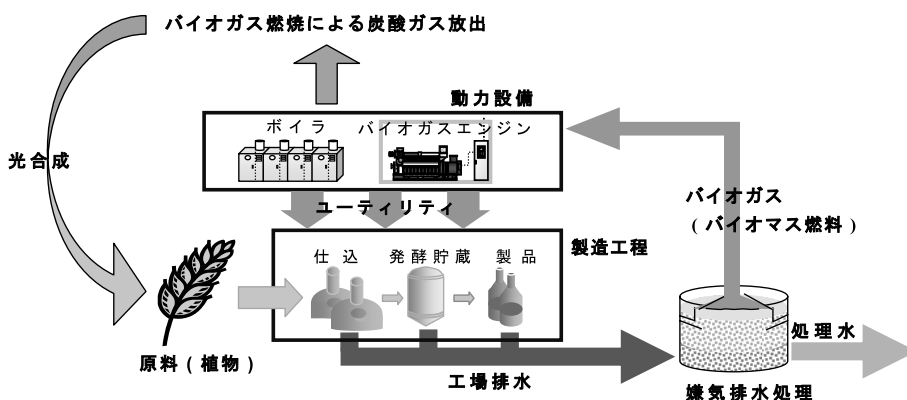 バイオガス燃焼による炭酸ガス放出
動力設備
ボイラ
バイオガスエンジン
光合成
ユーティリティ
バイオガス
（バイオマス燃料）
製造工程
仕込
発酵貯蔵
製品
処理水
原料（植物）
工場排水
嫌気排水処理